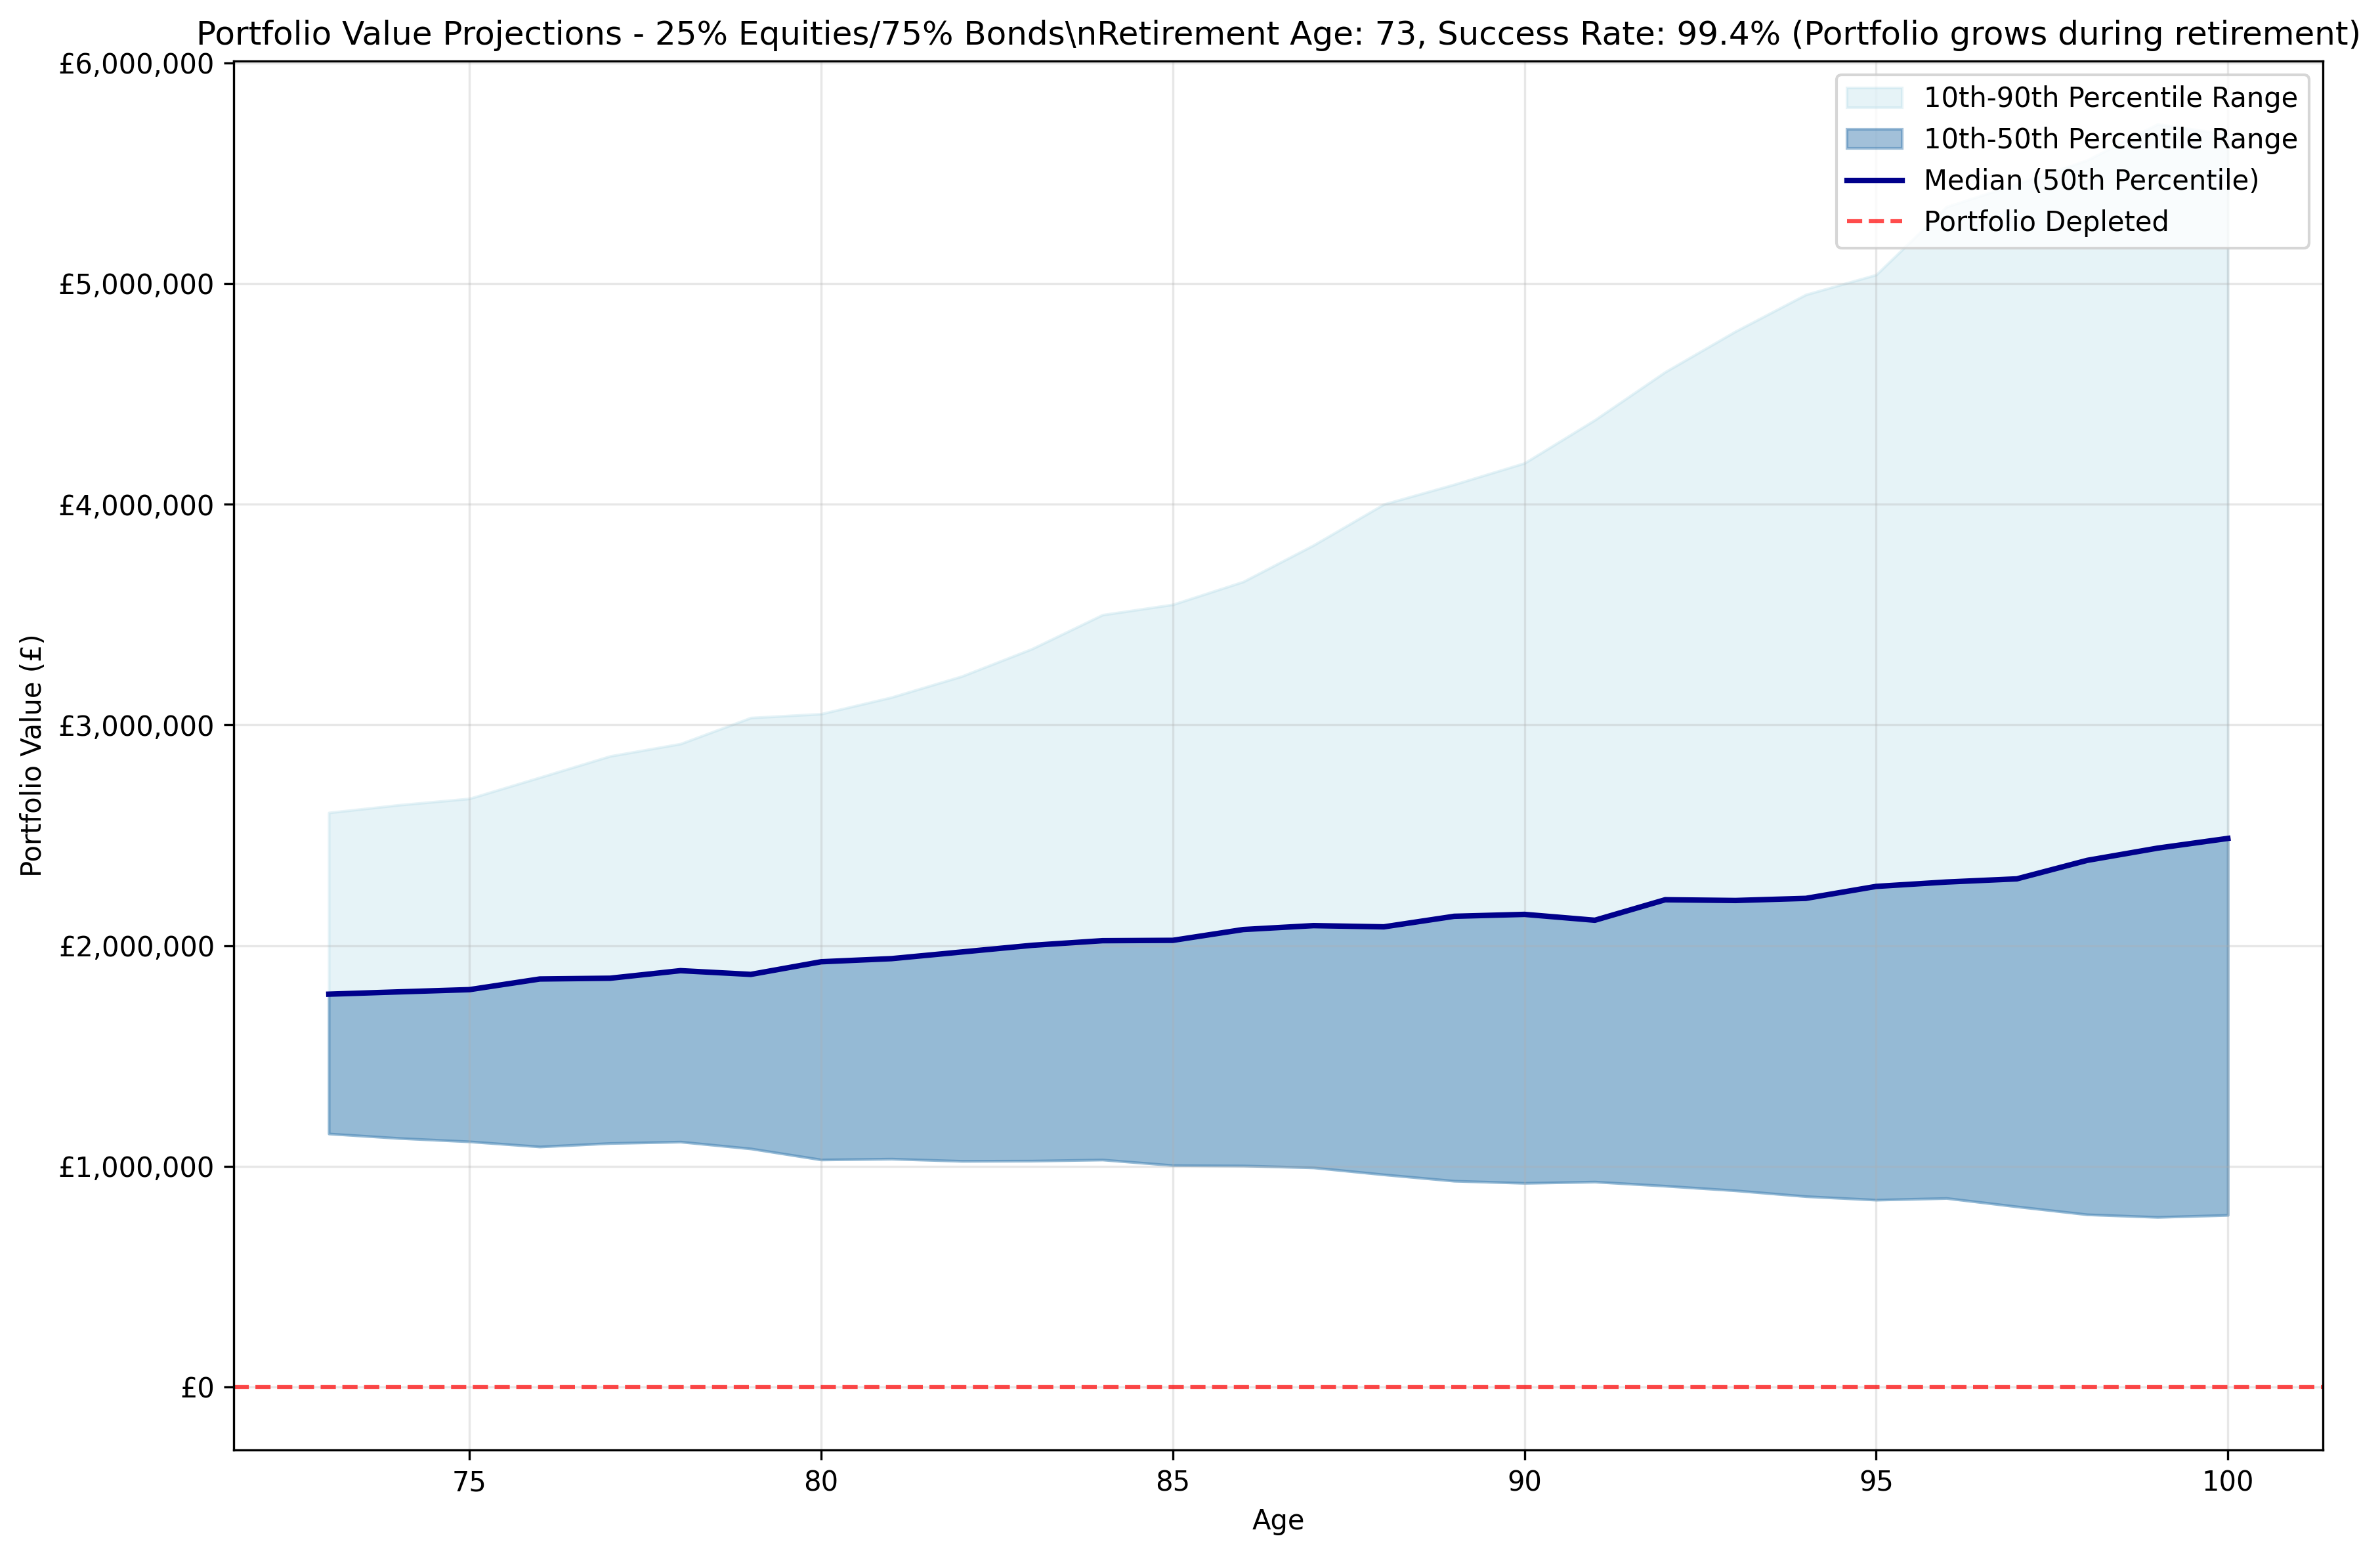 Portfolio Value Projections - 25% Equities/75% Bonds\nRetirement Age: 73, Success Rate: 99.4% (Portfolio grows during retirement)
£6,000,000
£5,000,000
£4,000,000
£3,000,000
£2,000,000
£1,000,000
£0
Portfolio Value (£)
10th-90th Percentile Range
10th-50th Percentile Range
Median (50th Percentile)
Portfolio Depleted
75
80
85
90
95
100
Age